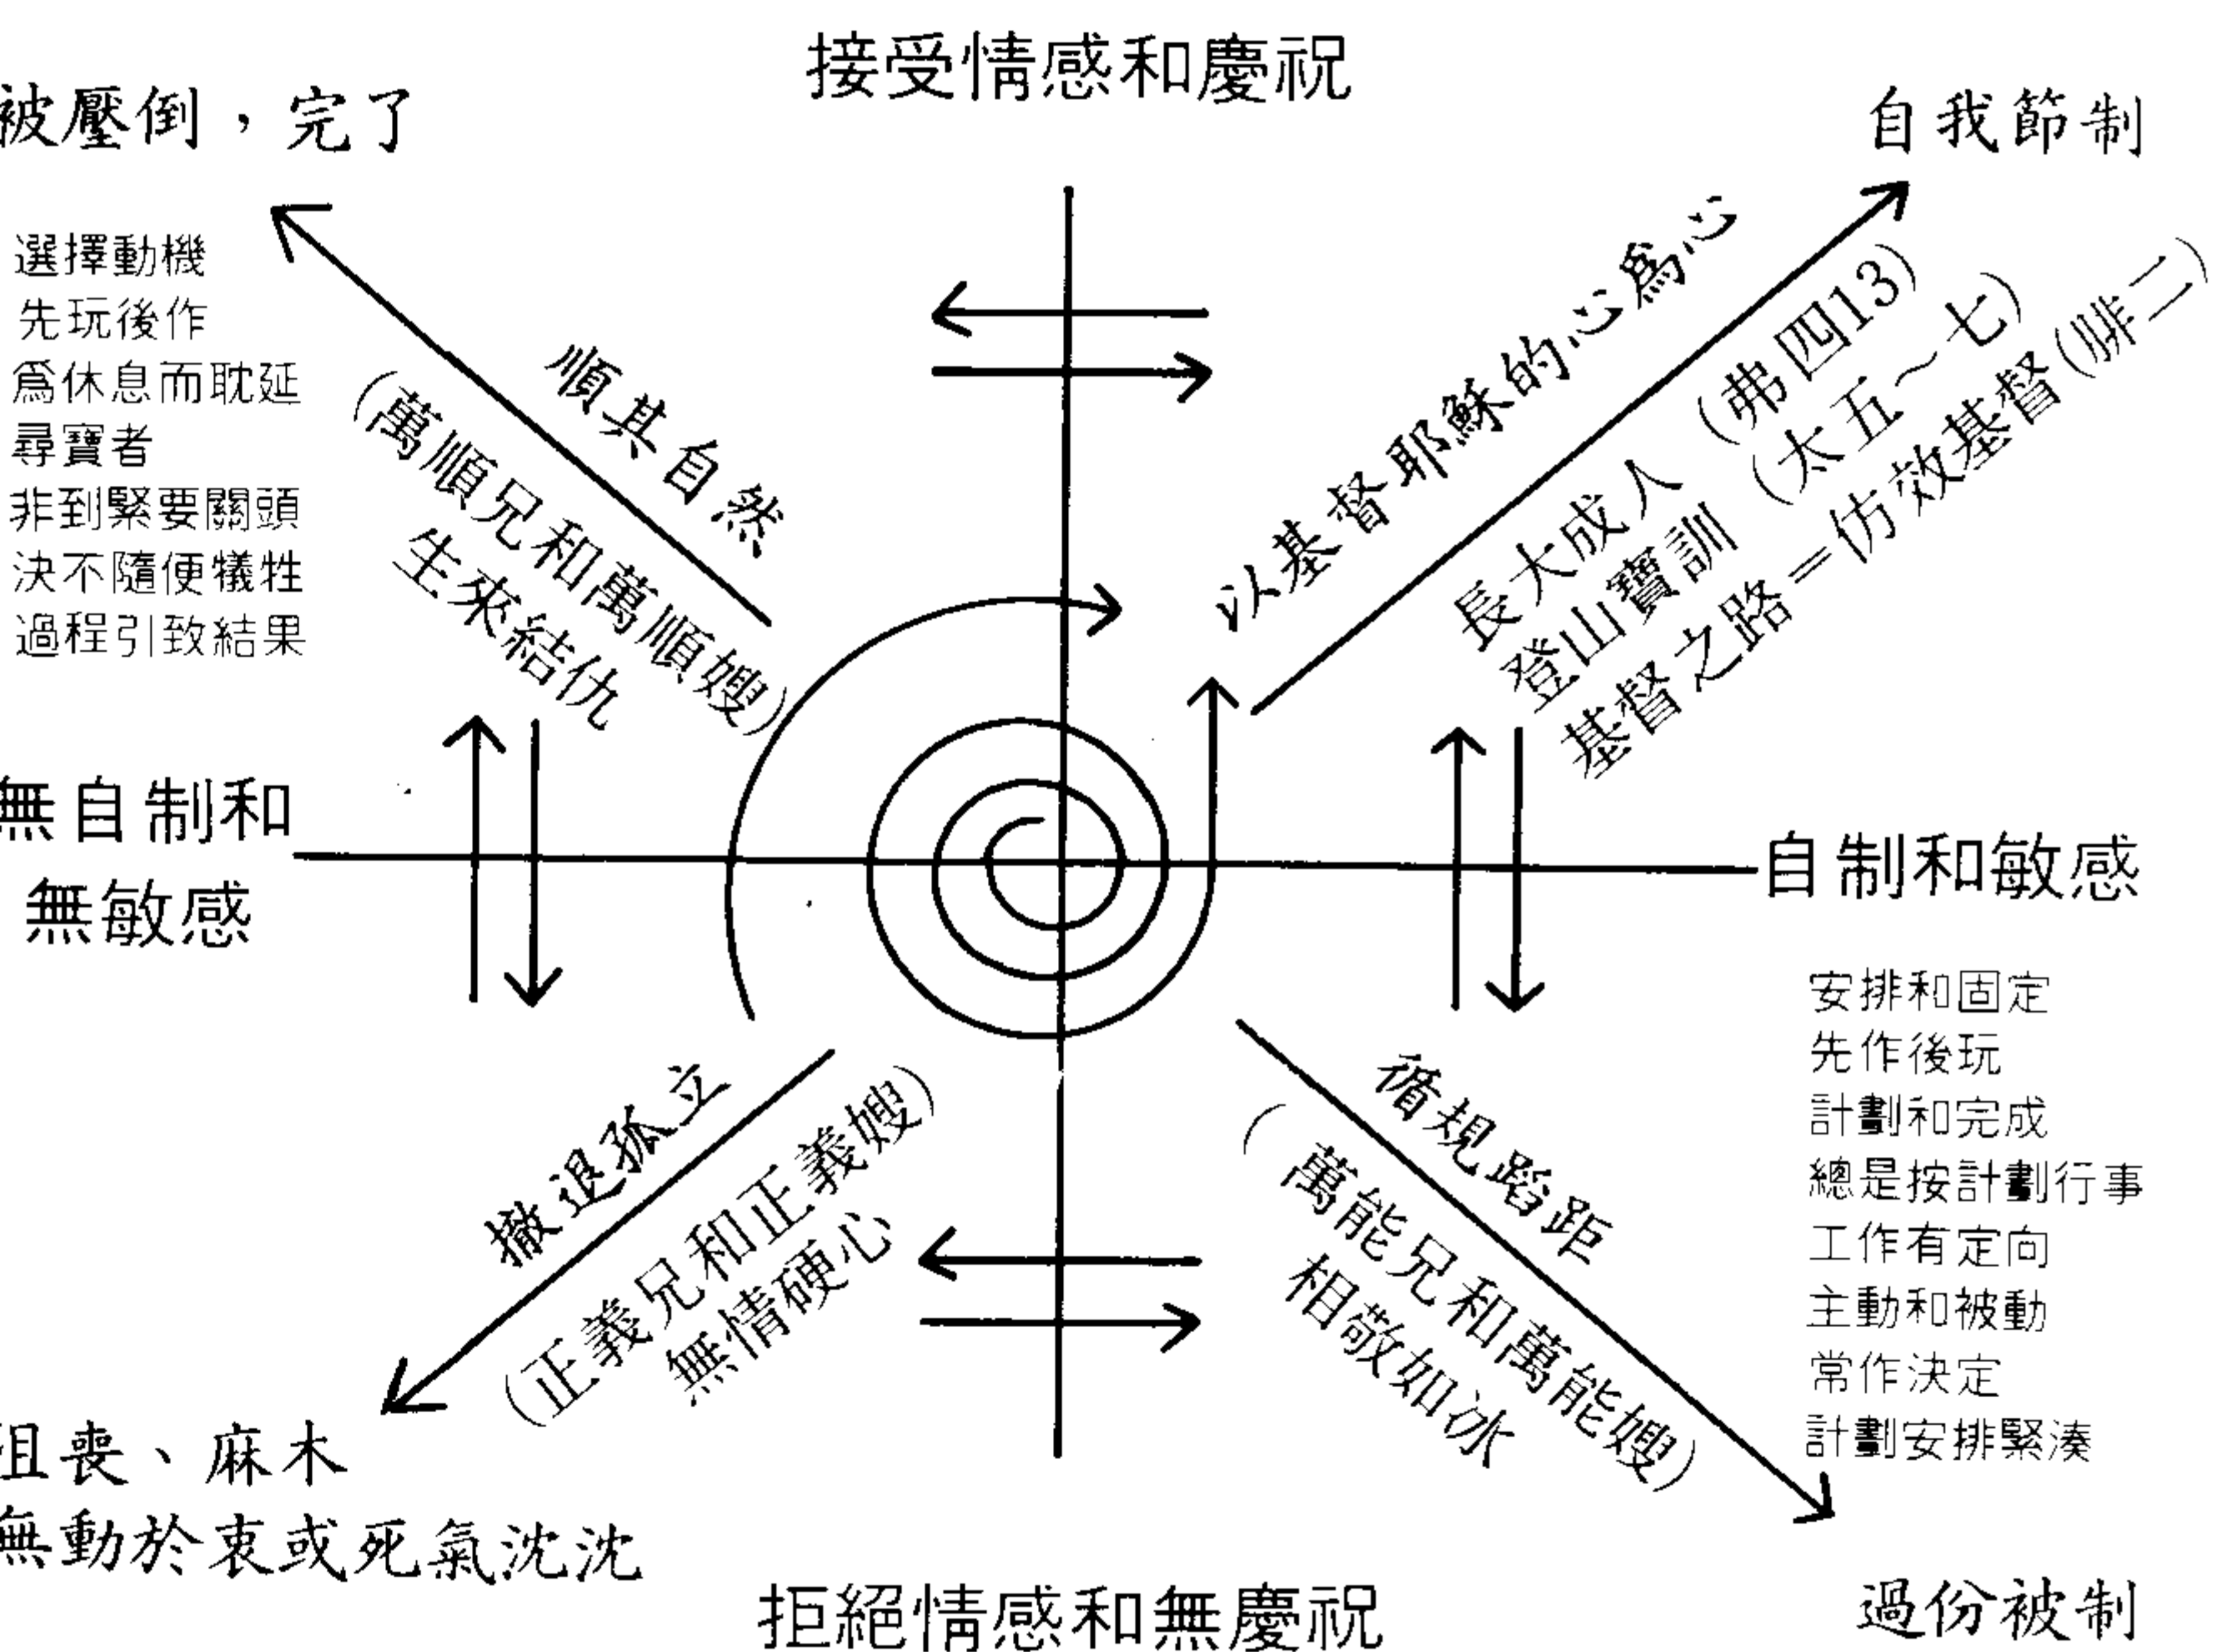 接受情感和慶祝
被壓倒，完了
自我節制
選擇動機
先玩後作
為休息而耽延
尋寶者
非到緊要關頭
決不隨便犧牲
過程引致結果
順其自然
(萬順兄和萬順嫂)
生來結仇
以基督耶穌的心為心
長大成人 (弗四13)
登山寶訓 (太五～七)
基督之路＝仿效基督(腓二)
無自制和
無敏感
自制和敏感
安排和固定
先作後玩
計劃和完成
總是按計劃行事
工作有定向
主動和被動
常作決定
計劃安排緊湊
撤退孤立
(正義兄和正義嫂)
無情硬心
循規蹈距
(萬能兄和萬能嫂)
相敬如冰
沮喪、麻木
無動於衷或死氣沈沈
拒絕情感和無慶祝
過份被制